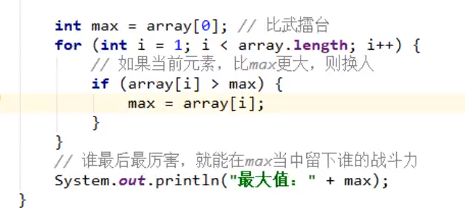 int max = array[0]; // 比武擂台
for (int i = 1; i < array.length; i++) {
// 如果当前元素，比max更大，则换人
if (array[i] > max) {
max = array[i];
}
}
// 谁最后最厉害，就能在max当中留下谁的战斗力
System.out.println("最大值：" + max);
}